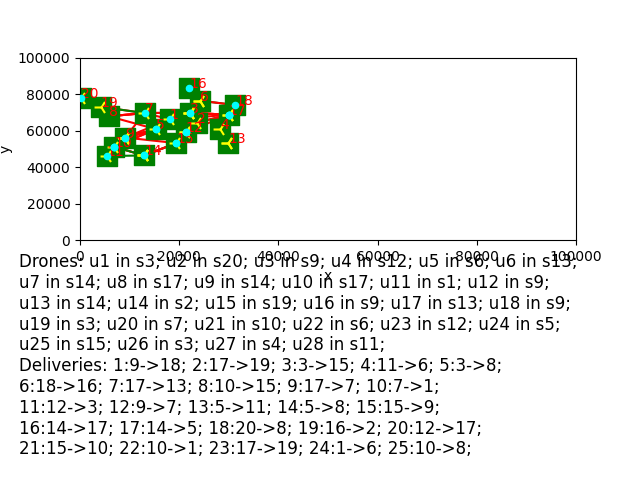 100000
80000
60000
40000
20000
0
y
0 20000 40000 60000 80000 100000
x
Drones: u1 in s3; u2 in s20; u3 in s9; u4 in s12; u5 in s6; u6 in s13;
u7 in s14; u8 in s17; u9 in s14; u10 in s17; u11 in s1; u12 in s9;
u13 in s14; u14 in s2; u15 in s19; u16 in s9; u17 in s13; u18 in s9;
u19 in s3; u20 in s7; u21 in s10; u22 in s6; u23 in s12; u24 in s5;
u25 in s15; u26 in s3; u27 in s4; u28 in s11;
Deliveries: 1:9->18; 2:17->19; 3:3->15; 4:11->6; 5:3->8;
6:18->16; 7:17->13; 8:10->15; 9:17->7; 10:7->1;
11:12->3; 12:9->7; 13:5->11; 14:5->8; 15:15->9;
16:14->17; 17:14->5; 18:20->8; 19:16->2; 20:12->17;
21:15->10; 22:10->1; 23:17->19; 24:1->6; 25:10->8;